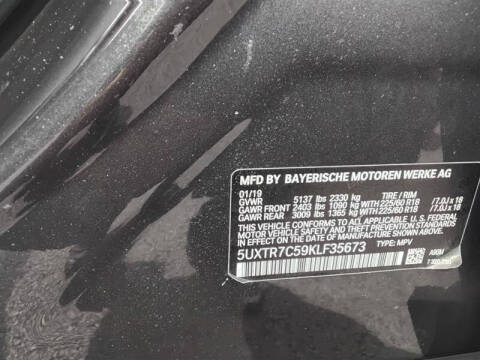 MFD BY BAYERISCHE MOTOREN WERKE AG
01/19
GVWR 5137 lbs 2330 kg TIRE / RIM
GAWR FRONT 2403 lbs 1090 kg WITH 225/60 R18 /7.0J x 18
GAWR REAR 3009 lbs 1365 kg WITH 225/60 R18 /7.0J x 18
THIS VEHICLE CONFORMS TO ALL APPLICABLE U.S. FEDERAL
MOTOR VEHICLE SAFETY, BUMPER, AND THEFT PREVENTION STANDARDS
IN EFFECT ON THE DATE OF MANUFACTURE SHOWN ABOVE.
5UXTR7C59KLF35673 TYPE: MPV